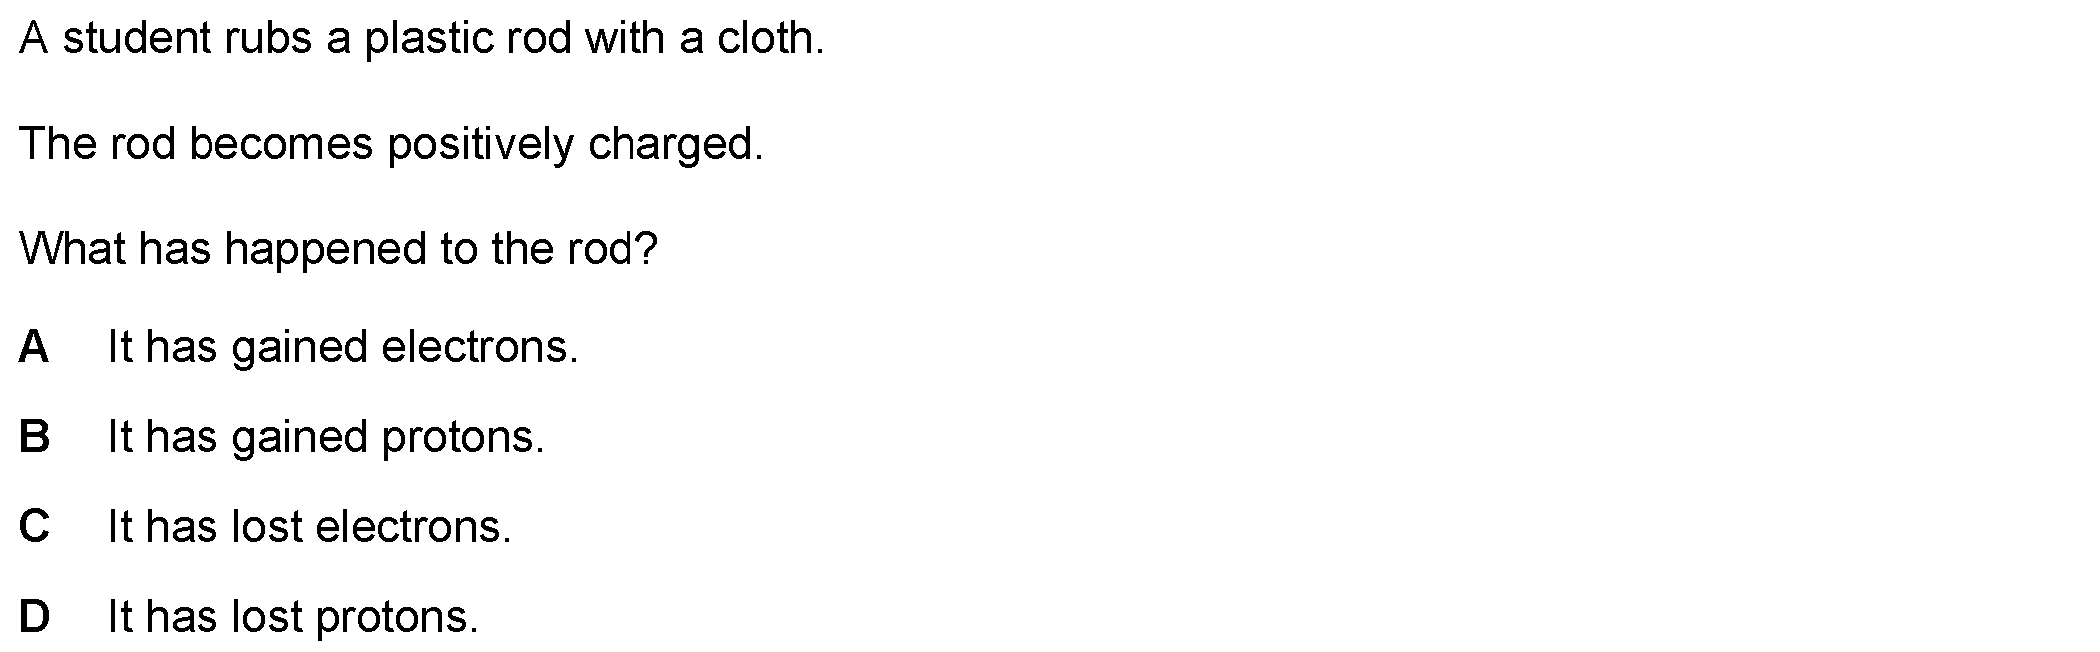 A student rubs a plastic rod with a cloth.
The rod becomes positively charged.
What has happened to the rod?
A It has gained electrons.
B It has gained protons.
C It has lost electrons.
D It has lost protons.